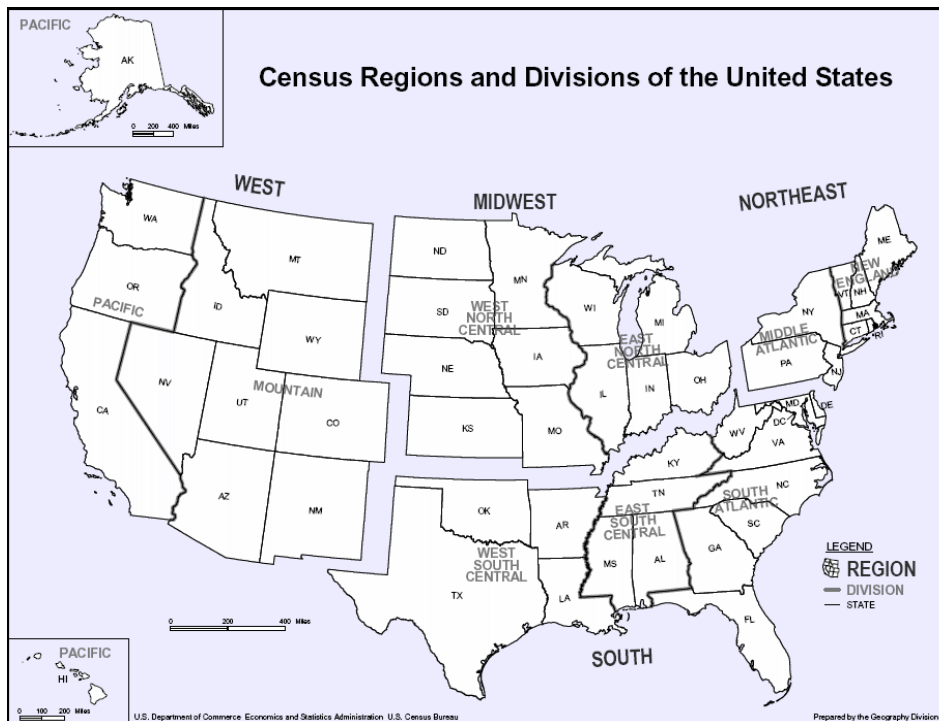 PACIFIC
AK
0 200 400 Miles
Census Regions and Divisions of the United States
WEST
MIDWEST
NORTHEAST
WA
MT
ND
MN
ME
OR
ID
SD
WI
MI
NY
VT
NH
NEW
ENGLAND
MA
CT
RI
PACIFIC
WY
WEST
NORTH
CENTRAL
EAST
NORTH
CENTRAL
MIDDLE
ATLANTIC
PA
NJ
IA
NE
NV
UT
MOUNTAIN
CO
CA
KS
MO
IL
IN
OH
WV
MD
DE
DC
VA
KY
AZ
NM
OK
AR
TN
NC
SOUTH
ATLANTIC
SC
EAST
SOUTH
CENTRAL
MS
AL
GA
WEST
SOUTH
CENTRAL
TX
LA
FL
LEGEND
REGION
DIVISION
STATE
0 200 400 Miles
SOUTH
PACIFIC
HI
0 100 200 Miles
U.S. Department of Commerce Economics and Statistics Administration U.S. Census Bureau
Prepared by the Geography Division